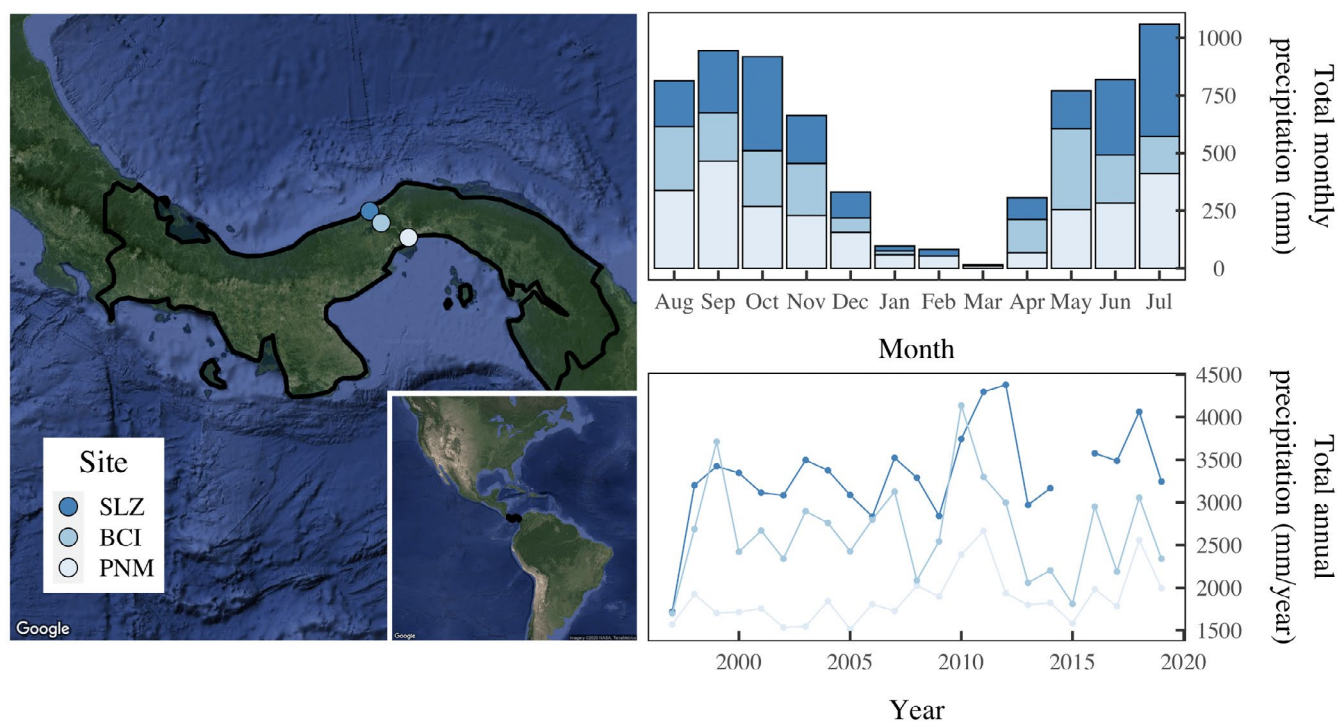 Site
SLZ
BCI
PNM
Google
Google
Imagery ©2020 NASA, TerraMetrics
1000
750
500
250
0
Total monthly
precipitation (mm)
Aug Sep Oct Nov Dec Jan Feb Mar Apr May Jun Jul
Month
4500
4000
3500
3000
2500
2000
1500
Total annual
precipitation (mm/year)
2000 2005 2010 2015 2020
Year